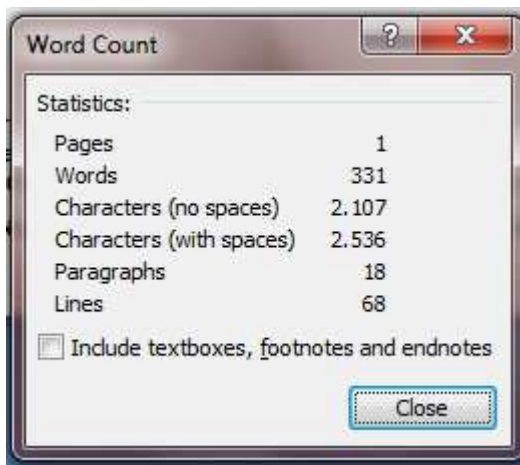 Word Count
Statistics:
Pages 1
Words 331
Characters (no spaces) 2.107
Characters (with spaces) 2.536
Paragraphs 18
Lines 68
Include textboxes, footnotes and endnotes
Close